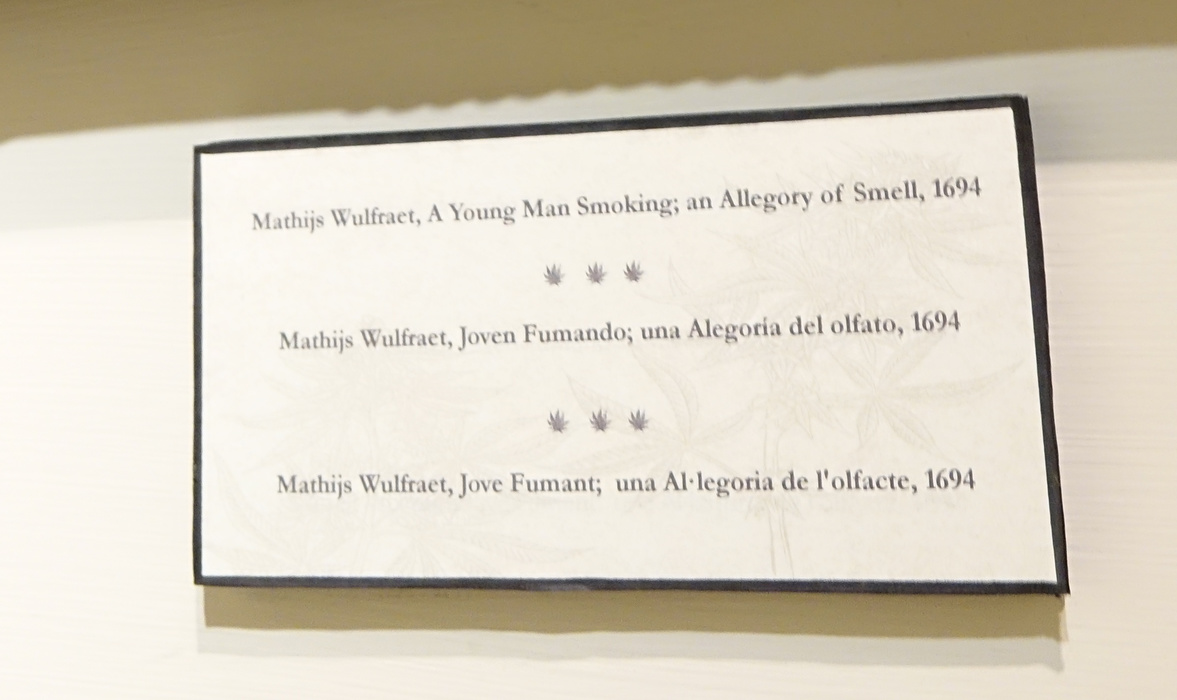 Mathijs Wulfraet, A Young Man Smoking; an Allegory of Smell, 1694
Mathijs Wulfraet, Joven Fumando; una Alegoría del olfato, 1694
Mathijs Wulfraet, Jove Fumant; una Al·legoria de l'olfacte, 1694